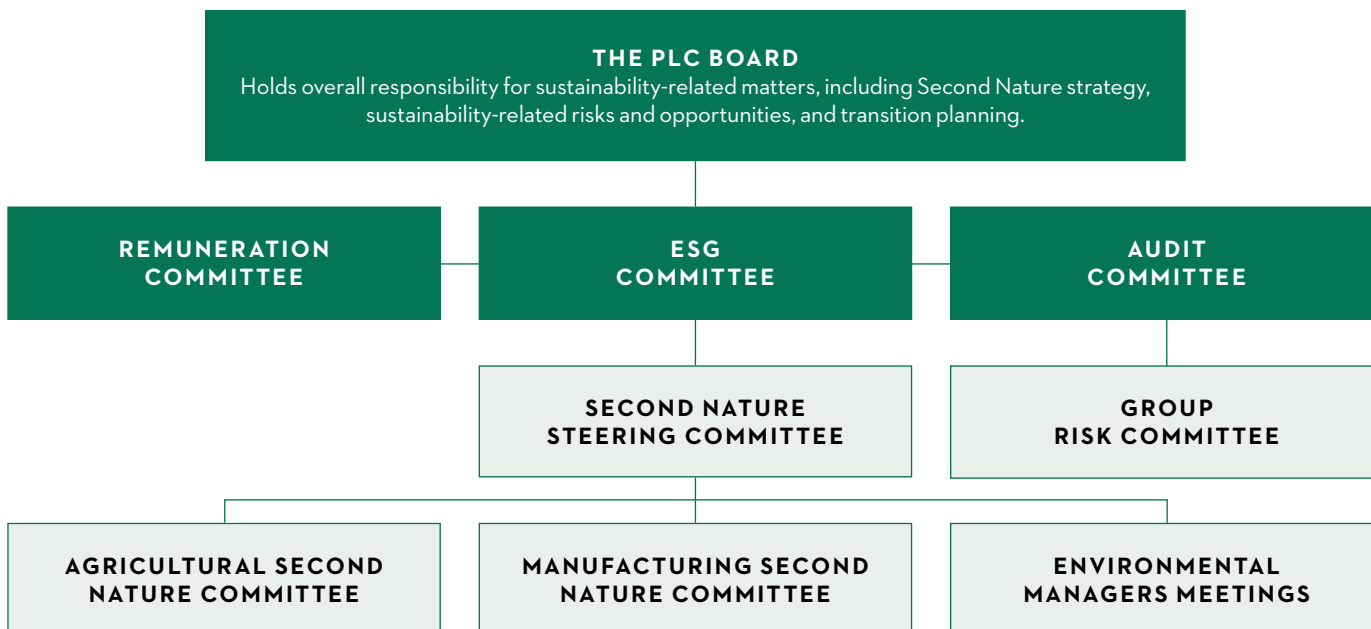 THE PLC BOARD
Holds overall responsibility for sustainability-related matters, including Second Nature strategy,
sustainability-related risks and opportunities, and transition planning.
REMUNERATION
COMMITTEE
ESG
COMMITTEE
AUDIT
COMMITTEE
SECOND NATURE
STEERING COMMITTEE
GROUP
RISK COMMITTEE
AGRICULTURAL SECOND
NATURE COMMITTEE
MANUFACTURING SECOND
NATURE COMMITTEE
ENVIRONMENTAL
MANAGERS MEETINGS